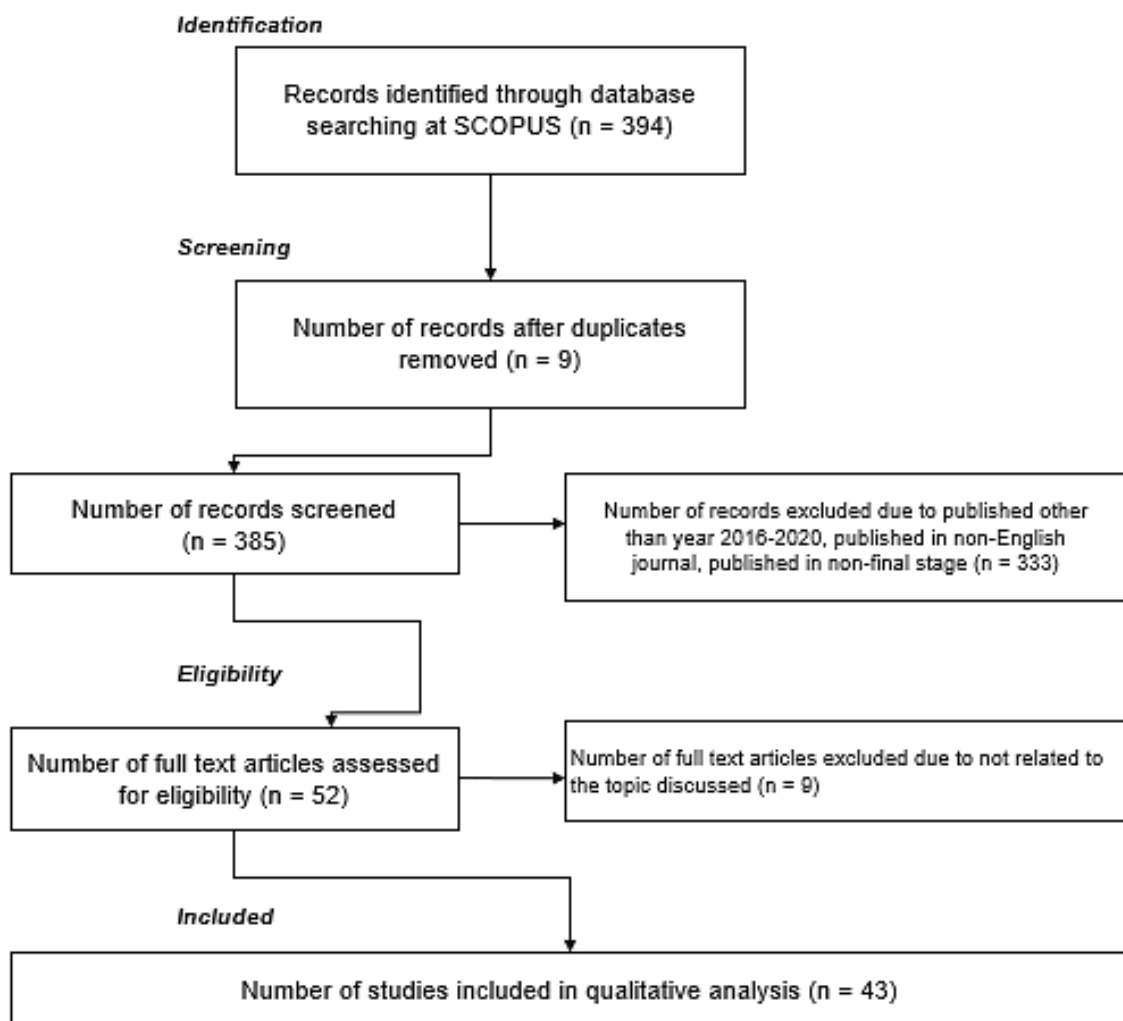 Identification
Records identified through database
searching at SCOPUS (n = 394)
Screening
Number of records after duplicates
removed (n = 9)
Number of records screened
(n = 385)
Number of records excluded due to published other
than year 2016-2020, published in non-English
journal, published in non-final stage (n = 333)
Eligibility
Number of full text articles assessed
for eligibility (n = 52)
Number of full text articles excluded due to not related to
the topic discussed (n = 9)
Included
Number of studies included in qualitative analysis (n = 43)